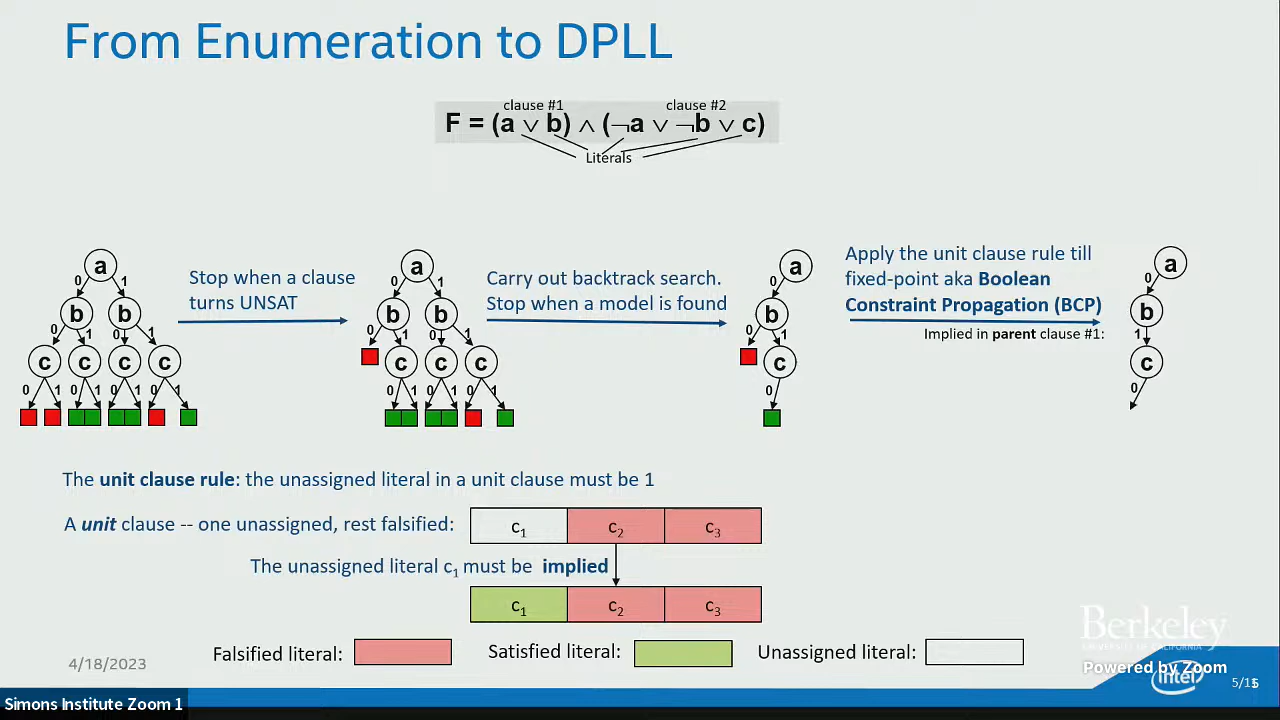 From Enumeration to DPLL
clause #1 clause #2
F = (a ∨ b) ∧ (¬a ∨ ¬b ∨ c)
Literals
a
0 1
b b
0 1 0 1
c c c c
0 1 0 1 0 1 0 1
Stop when a clause
turns UNSAT
a
0 1
b b
0 1 0 1
c c c
0 1 0 1 0 1
Carry out backtrack search.
Stop when a model is found
a
0
b
0 1
c
0
Apply the unit clause rule till
fixed-point aka Boolean
Constraint Propagation (BCP)
Implied in parent clause #1:
a
0
b
1
c
0
The unit clause rule: the unassigned literal in a unit clause must be 1
A unit clause -- one unassigned, rest falsified:
c₁ c₂ c₃
The unassigned literal c₁ must be implied
c₁ c₂ c₃
Falsified literal: Satisfied literal: Unassigned literal:
4/18/2023
Berkeley
UNIVERSITY OF CALIFORNIA
Powered by Zoom
intel
Simons Institute Zoom 1